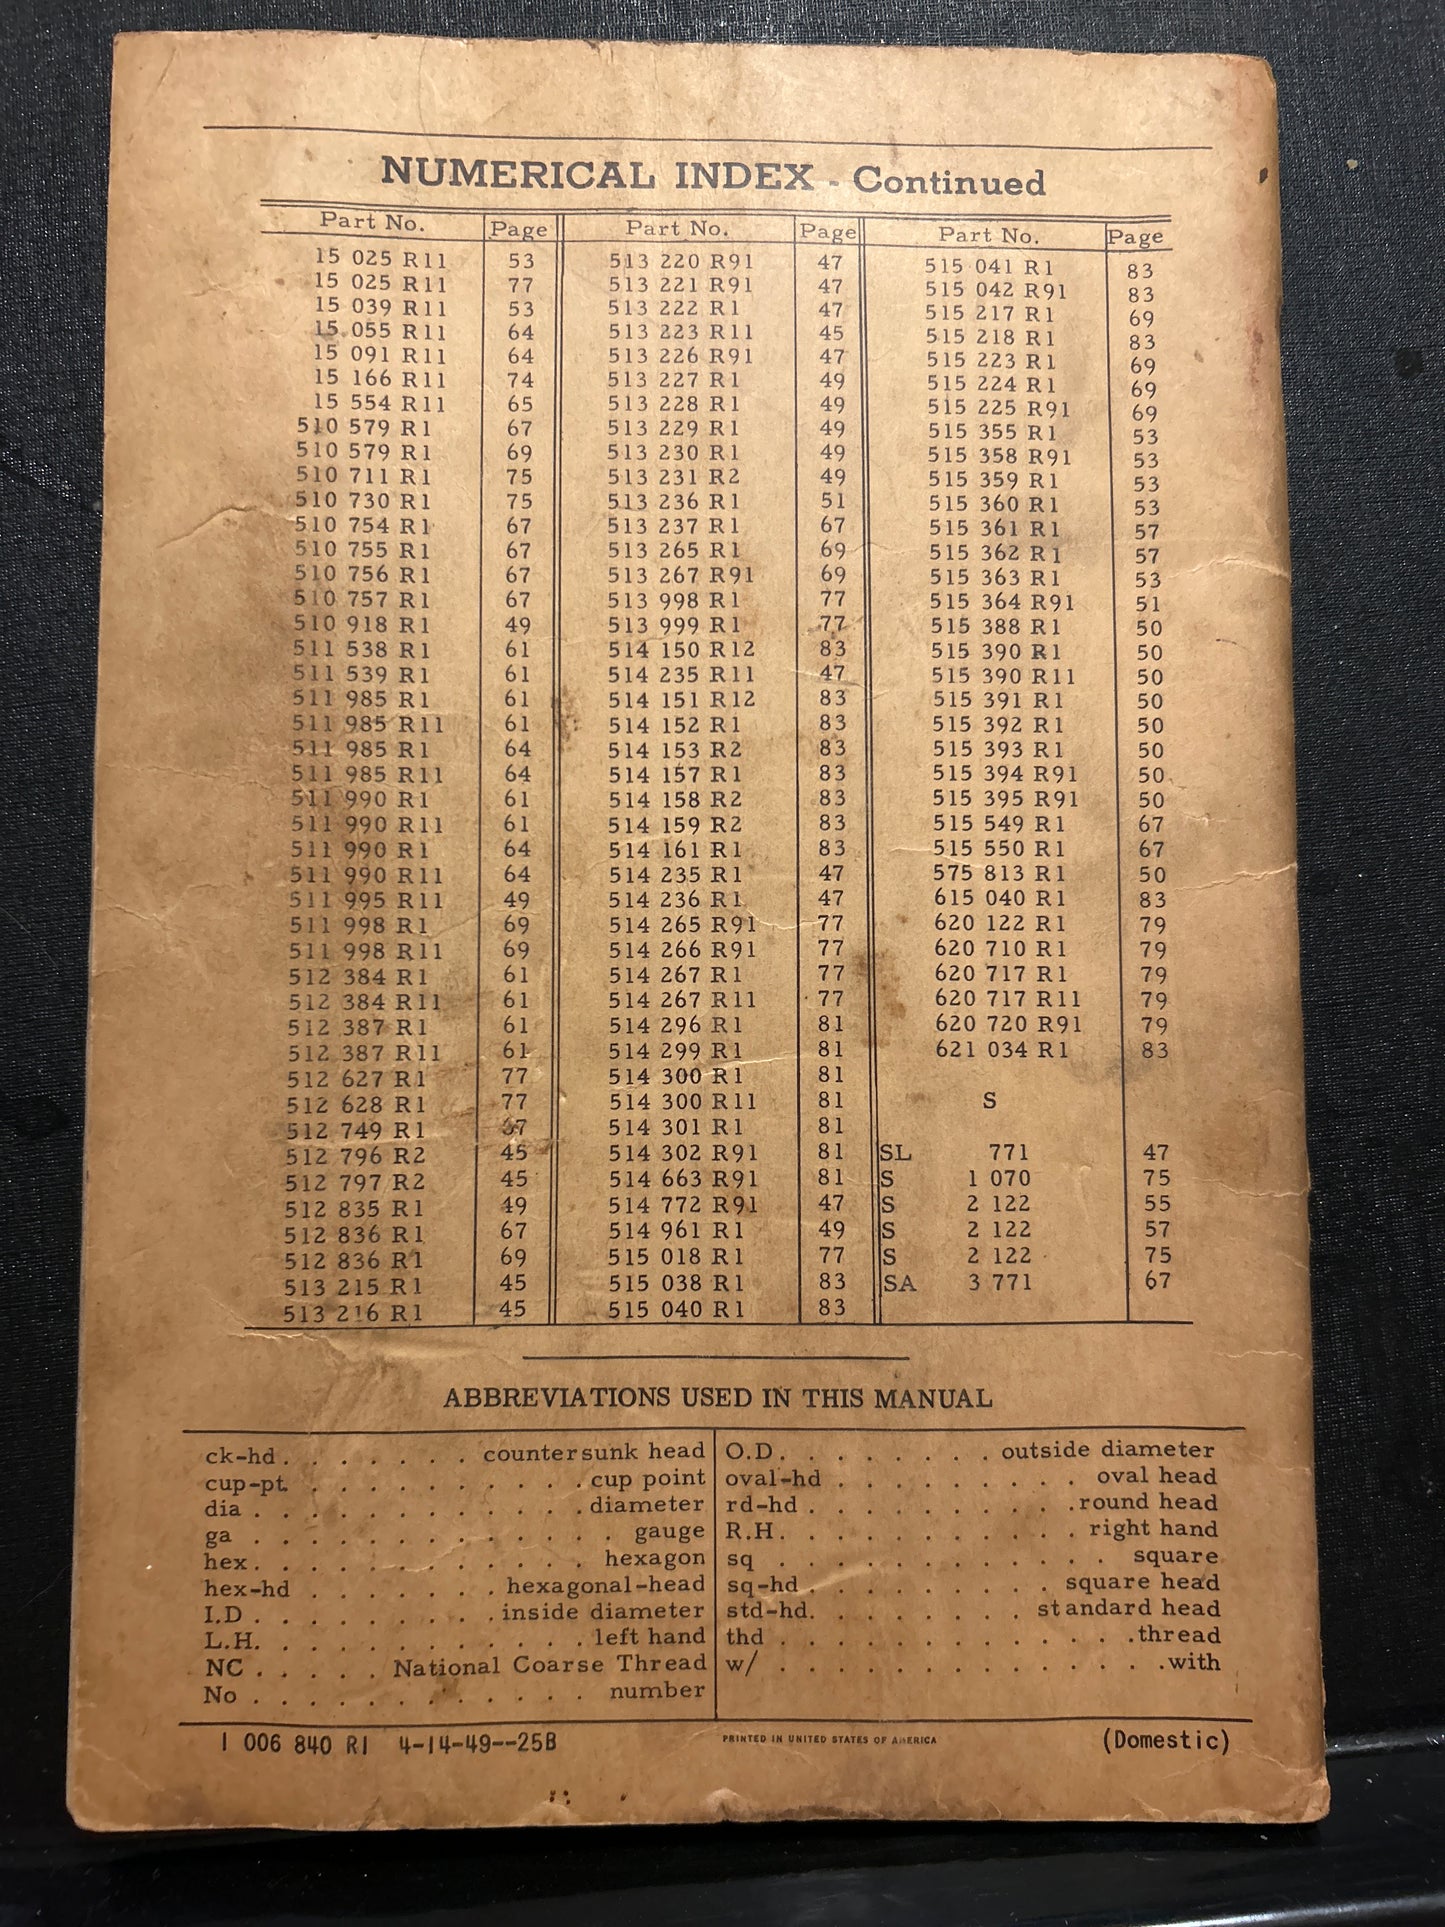 NUMERICAL INDEX - Continued
Part No. Page Part No. Page Part No. Page
15 025 R11 53 513 220 R91 47 515 041 R1 83
15 025 R11 77 513 221 R91 47 515 042 R91 83
15 039 R11 53 513 222 R1 47 515 217 R1 69
15 055 R11 64 513 223 R11 45 515 218 R1 83
15 091 R11 64 513 226 R91 47 515 223 R1 69
15 166 R11 74 513 227 R1 49 515 224 R1 69
15 554 R11 65 513 228 R1 49 515 225 R91 69
510 579 R1 67 513 229 R1 49 515 355 R1 53
510 579 R1 69 513 230 R1 49 515 358 R91 53
510 711 R1 75 513 231 R2 49 515 359 R1 53
510 730 R1 75 513 236 R1 51 515 360 R1 53
510 754 R1 67 513 237 R1 67 515 361 R1 57
510 755 R1 67 513 265 R1 69 515 362 R1 57
510 756 R1 67 513 267 R91 69 515 363 R1 53
510 757 R1 67 513 998 R1 77 515 364 R91 51
510 918 R1 49 513 999 R1 77 515 388 R1 50
511 538 R1 61 514 150 R12 83 515 390 R1 50
511 539 R1 61 514 235 R11 47 515 390 R11 50
511 985 R1 61 514 151 R12 83 515 391 R1 50
511 985 R11 61 514 152 R1 83 515 392 R1 50
511 985 R1 64 514 153 R2 83 515 393 R1 50
511 985 R11 64 514 157 R1 83 515 394 R91 50
511 990 R1 61 514 158 R2 83 515 395 R91 50
511 990 R11 61 514 159 R2 83 515 549 R1 67
511 990 R1 64 514 161 R1 83 515 550 R1 67
511 990 R11 64 514 235 R1 47 575 813 R1 50
511 995 R11 49 514 236 R1 47 615 040 R1 83
511 998 R1 69 514 265 R91 77 620 122 R1 79
511 998 R11 69 514 266 R91 77 620 710 R1 79
512 384 R1 61 514 267 R1 77 620 717 R1 79
512 384 R11 61 514 267 R11 77 620 717 R11 79
512 387 R1 61 514 296 R1 81 620 720 R91 79
512 387 R11 61 514 299 R1 81 621 034 R1 83
512 627 R1 77 514 300 R1 81
512 628 R1 77 514 300 R11 81 S
512 749 R1 514 301 R1 81
512 796 R2 45 514 302 R91 81 SL 771 47
512 797 R2 45 514 663 R91 81 S 1 070 75
512 835 R1 49 514 772 R91 47 S 2 122 55
512 836 R1 67 514 961 R1 49 S 2 122 57
512 836 R1 69 515 018 R1 77 S 2 122 75
513 215 R1 45 515 038 R1 83 SA 3 771 67
513 216 R1 45 515 040 R1 83
ABBREVIATIONS USED IN THIS MANUAL
ck-hd . . . . . . . countersunk head O.D. . . . . . . . outside diameter
cup-pt. . . . . . . . . . . cup point oval-hd . . . . . . . . . oval head
dia . . . . . . . . . . . . diameter rd-hd . . . . . . . . . . round head
ga . . . . . . . . . . . . . gauge R.H. . . . . . . . . . . right hand
hex . . . . . . . . . . . . hexagon sq . . . . . . . . . . . . square
hex-hd . . . . . . . hexagonal-head sq-hd . . . . . . . . . square head
I.D . . . . . . . . . inside diameter std-hd. . . . . . . . standard head
L.H. . . . . . . . . . . . left hand thd . . . . . . . . . . . . . thread
NC . . . . . National Coarse Thread w/ . . . . . . . . . . . . . . with
No . . . . . . . . . . . . number
1 006 840 R1 4-14-49--25B PRINTED IN UNITED STATES OF AMERICA (Domestic)